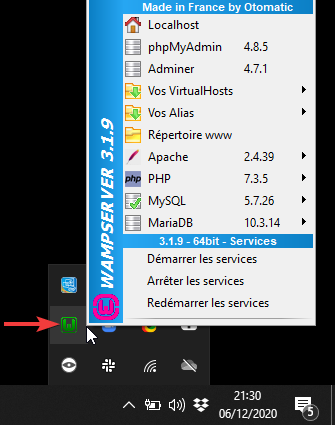 Made in France by Otomatic
Localhost
phpMyAdmin 4.8.5
Adminer 4.7.1
Vos VirtualHosts
Vos Alias
Répertoire www
Apache 2.4.39
php PHP 7.3.5
MySQL 5.7.26
MariaDB 10.3.14
WAMPSERVER 3.1.9
3.1.9 - 64bit - Services
Démarrer les services
Arrêter les services
Redémarrer les services
21:30
06/12/2020
5